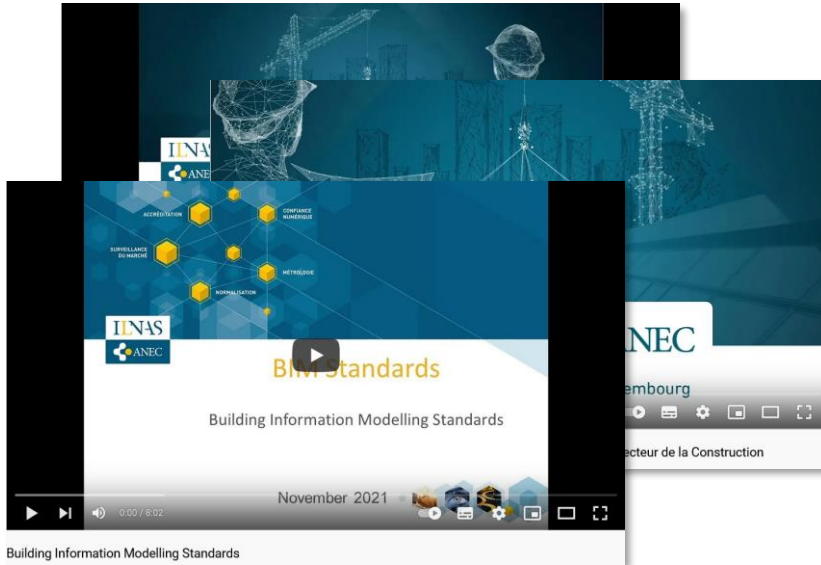 ILNAS
ANEC
NEC
embourg
ecteur de la Construction
ACCRÉDITATION
CONFIANCE
NUMÉRIQUE
SURVEILLANCE
DU MARCHÉ
MÉTROLOGIE
NORMALISATION
ILNAS
ANEC
BIM Standards
Building Information Modelling Standards
November 2021
0:00 / 8:02
Building Information Modelling Standards